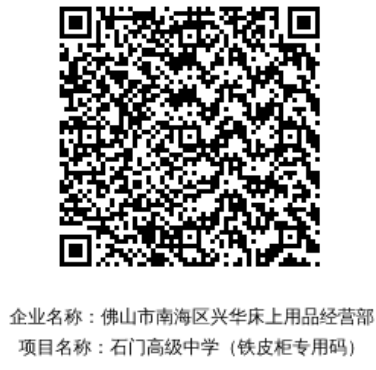 企业名称：佛山市南海区兴华床上用品经营部
项目名称：石门高级中学（铁皮柜专用码）